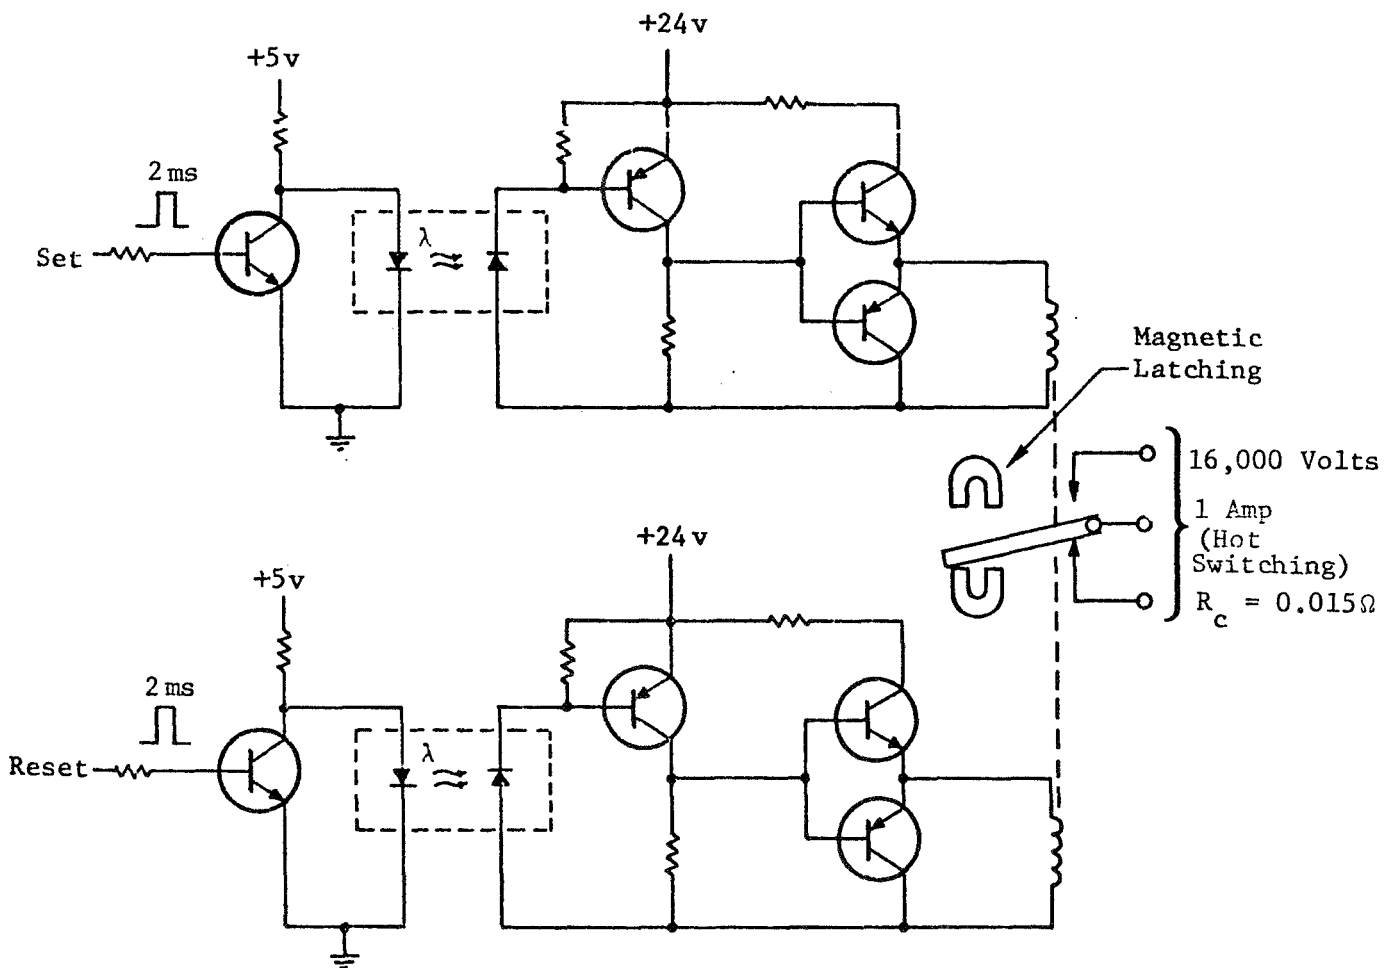 +24v
+5v
2 ms
Set
λ
Magnetic
Latching
16,000 Volts
1 Amp
(Hot
Switching)
R_c = 0.015Ω
+24v
+5v
2 ms
Reset
λ